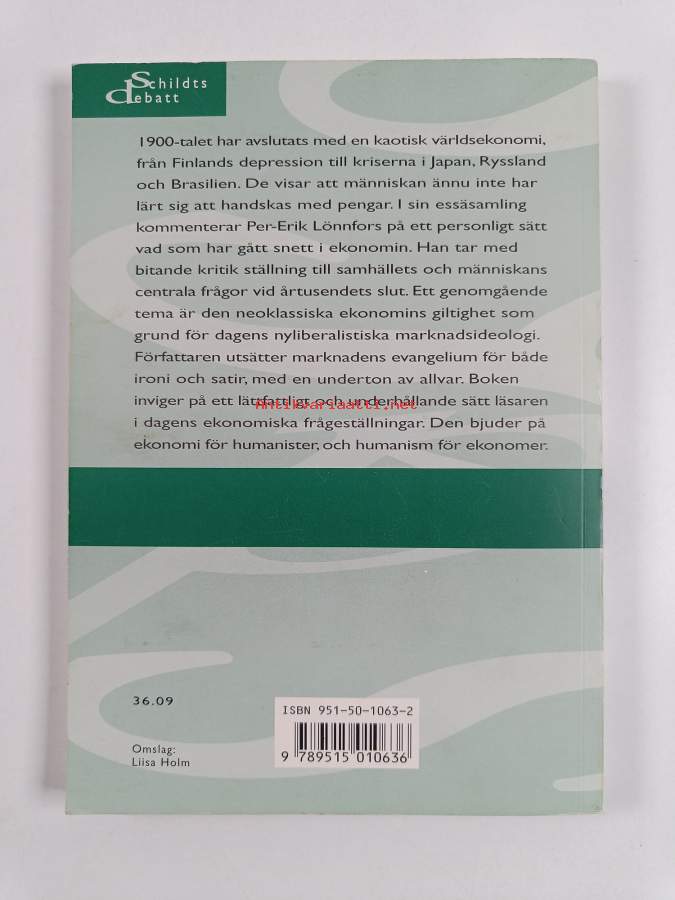 Schildts
debatt
1900-talet har avslutats med en kaotisk världsekonomi,
från Finlands depression till kriserna i Japan, Ryssland
och Brasilien. De visar att människan ännu inte har
lärt sig att handskas med pengar. I sin essäsamling
kommenterar Per-Erik Lönnfors på ett personligt sätt
vad som har gått snett i ekonomin. Han tar med
bitande kritik ställning till samhällets och människans
centrala frågor vid årtusendets slut. Ett genomgående
tema är den neoklassiska ekonomins giltighet som
grund för dagens nyliberalistiska marknadsideologi.
Författaren utsätter marknadens evangelium för både
ironi och satir, med en underton av allvar. Boken
inviger på ett lättfattligt och underhållande sätt läsaren
Antikvariaatti.net
i dagens ekonomiska frågeställningar. Den bjuder på
ekonomi för humanister, och humanism för ekonomer.
36.09
ISBN 951-50-1063-2
9 789515 010636
Omslag:
Liisa Holm